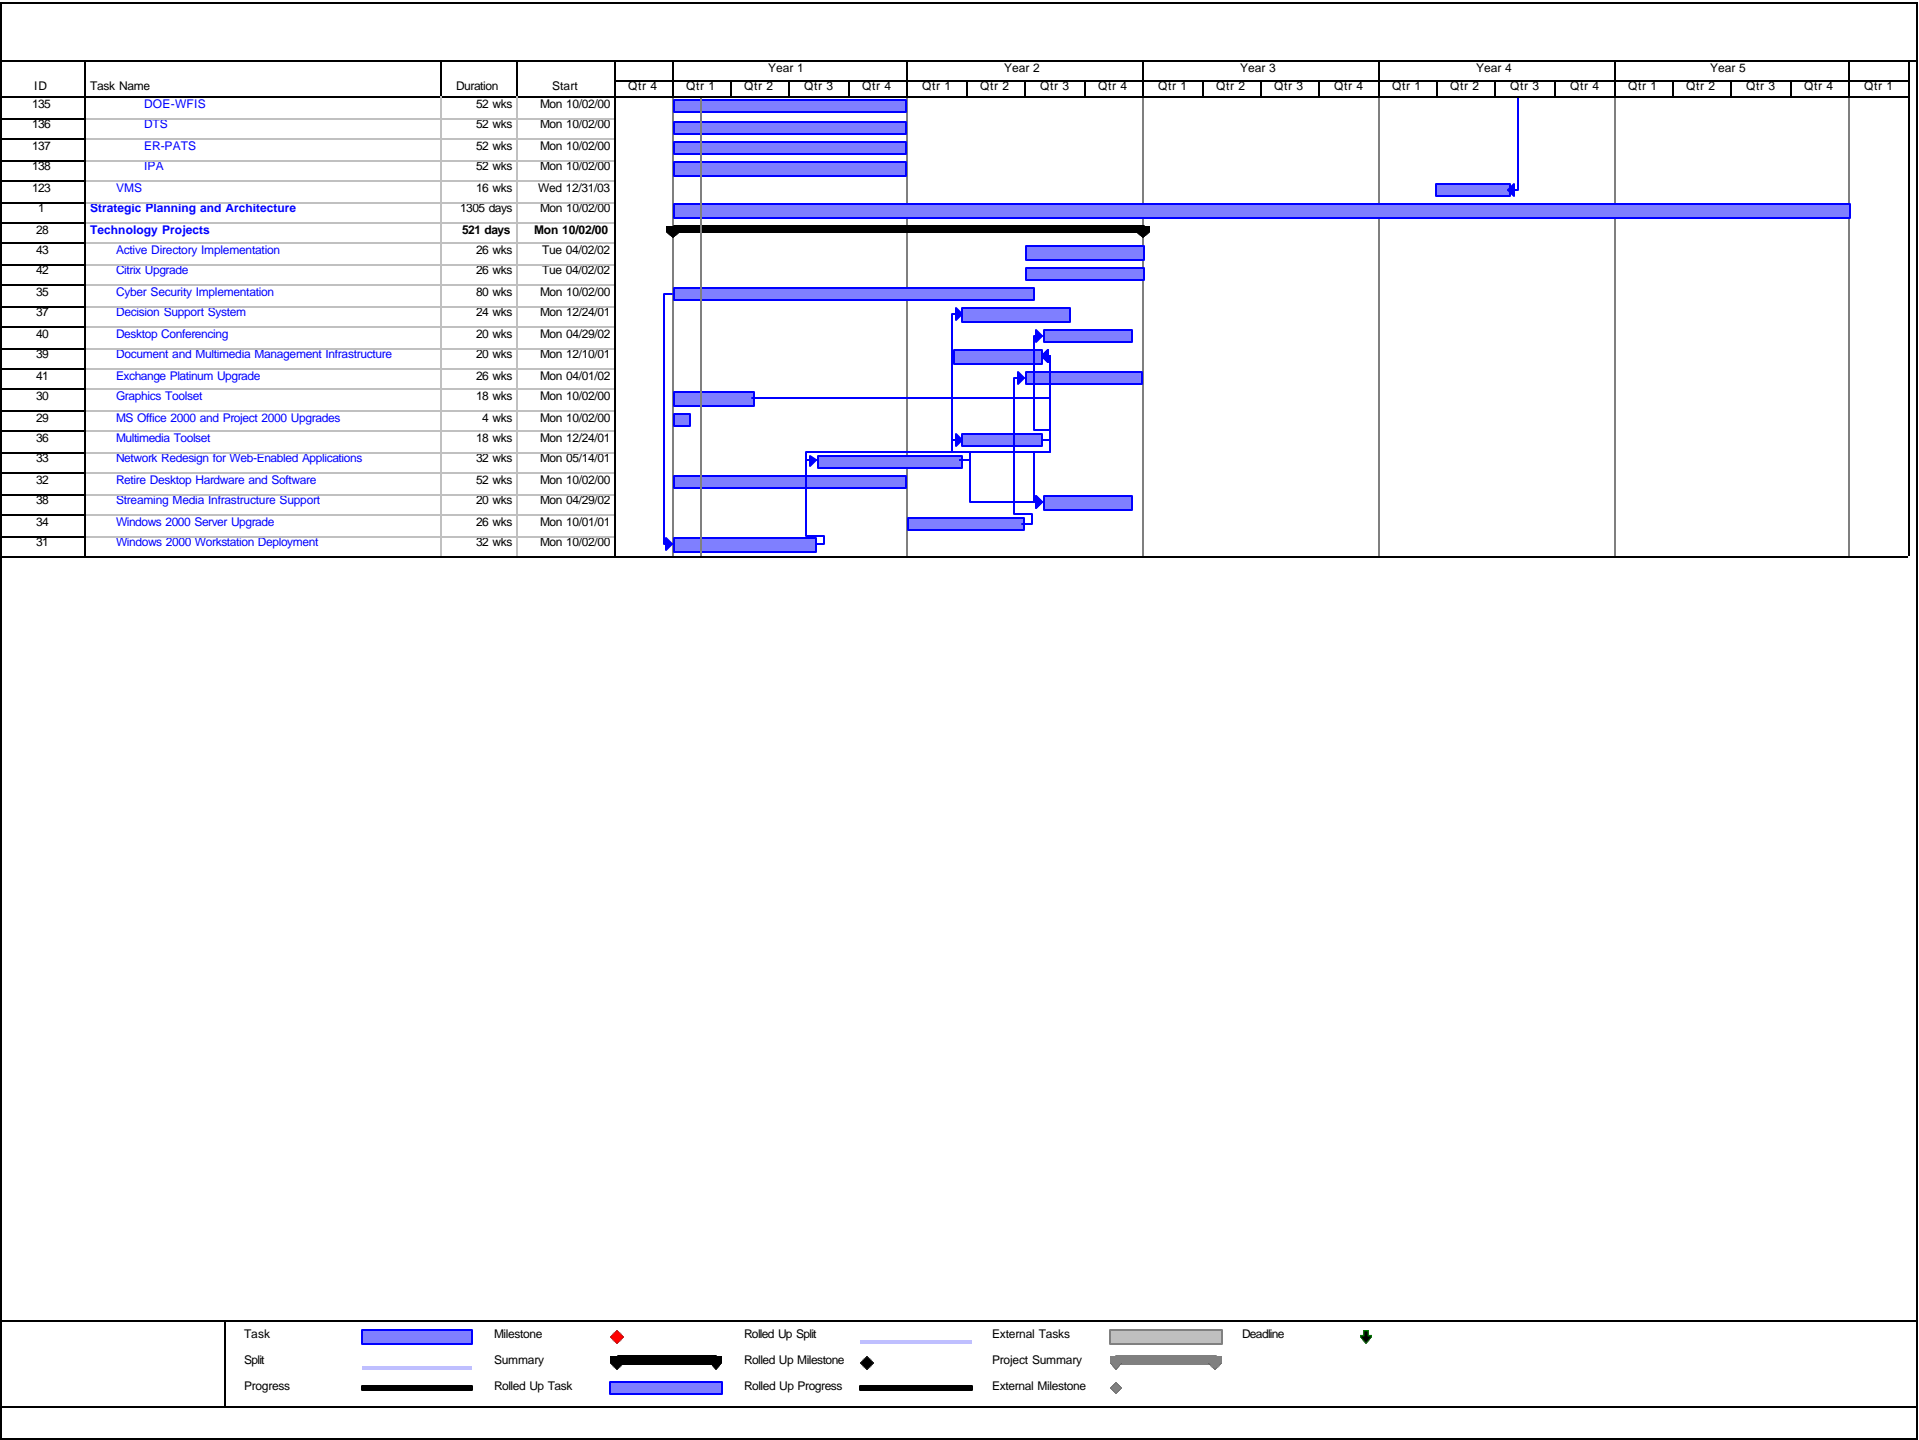 Year 1 Year 2 Year 3 Year 4 Year 5
ID Task Name Duration Start Qtr 4 Qtr 1 Qtr 2 Qtr 3 Qtr 4 Qtr 1 Qtr 2 Qtr 3 Qtr 4 Qtr 1 Qtr 2 Qtr 3 Qtr 4 Qtr 1 Qtr 2 Qtr 3 Qtr 4 Qtr 1 Qtr 2 Qtr 3 Qtr 4 Qtr 1
135 DOE-WFIS 52 wks Mon 10/02/00
136 DTS 52 wks Mon 10/02/00
137 ER-PATS 52 wks Mon 10/02/00
138 IPA 52 wks Mon 10/02/00
123 VMS 16 wks Wed 12/31/03
1 Strategic Planning and Architecture 1305 days Mon 10/02/00
28 Technology Projects 521 days Mon 10/02/00
43 Active Directory Implementation 26 wks Tue 04/02/02
42 Citrix Upgrade 26 wks Tue 04/02/02
35 Cyber Security Implementation 80 wks Mon 10/02/00
37 Decision Support System 24 wks Mon 12/24/01
40 Desktop Conferencing 20 wks Mon 04/29/02
39 Document and Multimedia Management Infrastructure 20 wks Mon 12/10/01
41 Exchange Platinum Upgrade 26 wks Mon 04/01/02
30 Graphics Toolset 18 wks Mon 10/02/00
29 MS Office 2000 and Project 2000 Upgrades 4 wks Mon 10/02/00
36 Multimedia Toolset 18 wks Mon 12/24/01
33 Network Redesign for Web-Enabled Applications 32 wks Mon 05/14/01
32 Retire Desktop Hardware and Software 52 wks Mon 10/02/00
38 Streaming Media Infrastructure Support 20 wks Mon 04/29/02
34 Windows 2000 Server Upgrade 26 wks Mon 10/01/01
31 Windows 2000 Workstation Deployment 32 wks Mon 10/02/00
Task Milestone Rolled Up Split External Tasks Deadline
Split Summary Rolled Up Milestone Project Summary
Progress Rolled Up Task Rolled Up Progress External Milestone